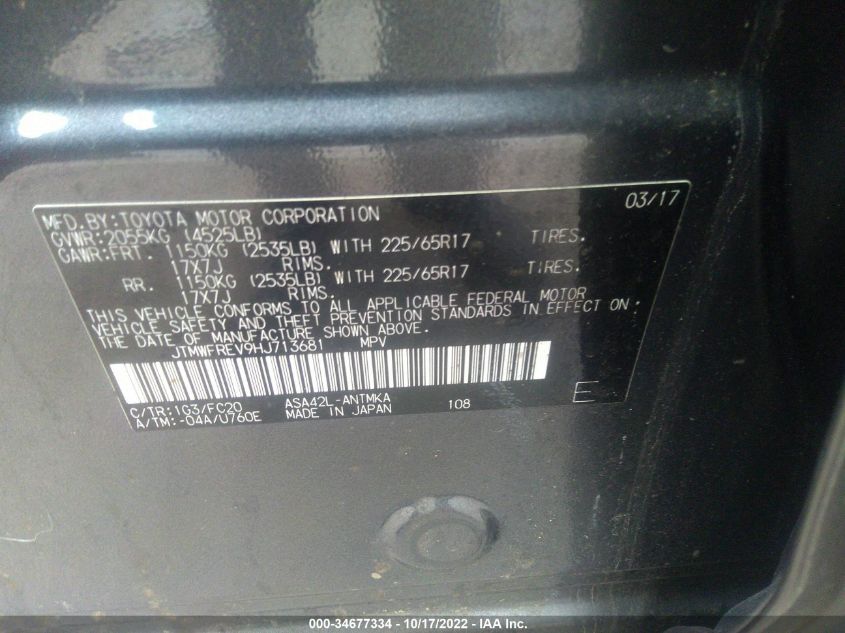 03/17
MFD.BY:TOYOTA MOTOR CORPORATION
GVWR:2055KG (4525LB)
GAWR:FRT. 1150KG (2535LB) WITH 225/65R17 TIRES.
17X7J RIMS.
RR. 1150KG (2535LB) WITH 225/65R17 TIRES.
17X7J RIMS.
THIS VEHICLE CONFORMS TO ALL APPLICABLE FEDERAL MOTOR
VEHICLE SAFETY AND THEFT PREVENTION STANDARDS IN EFFECT ON
THE DATE OF MANUFACTURE SHOWN ABOVE.
JTMWFREV9HJ713681 MPV
C/TR:1G3/FC20 ASA42L-ANTMKA 108 E
A/TM:-04A/U760E MADE IN JAPAN
000-34677334 - 10/17/2022 - IAA Inc.